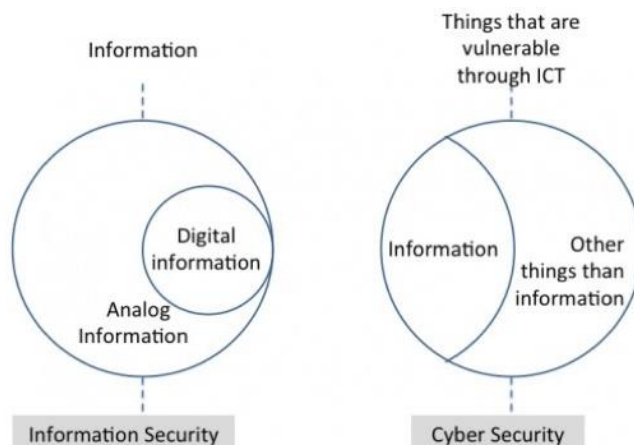 Information
Digital
information
Analog
Information
Information Security
Things that are
vulnerable
through ICT
Information
Other
things than
information
Cyber Security